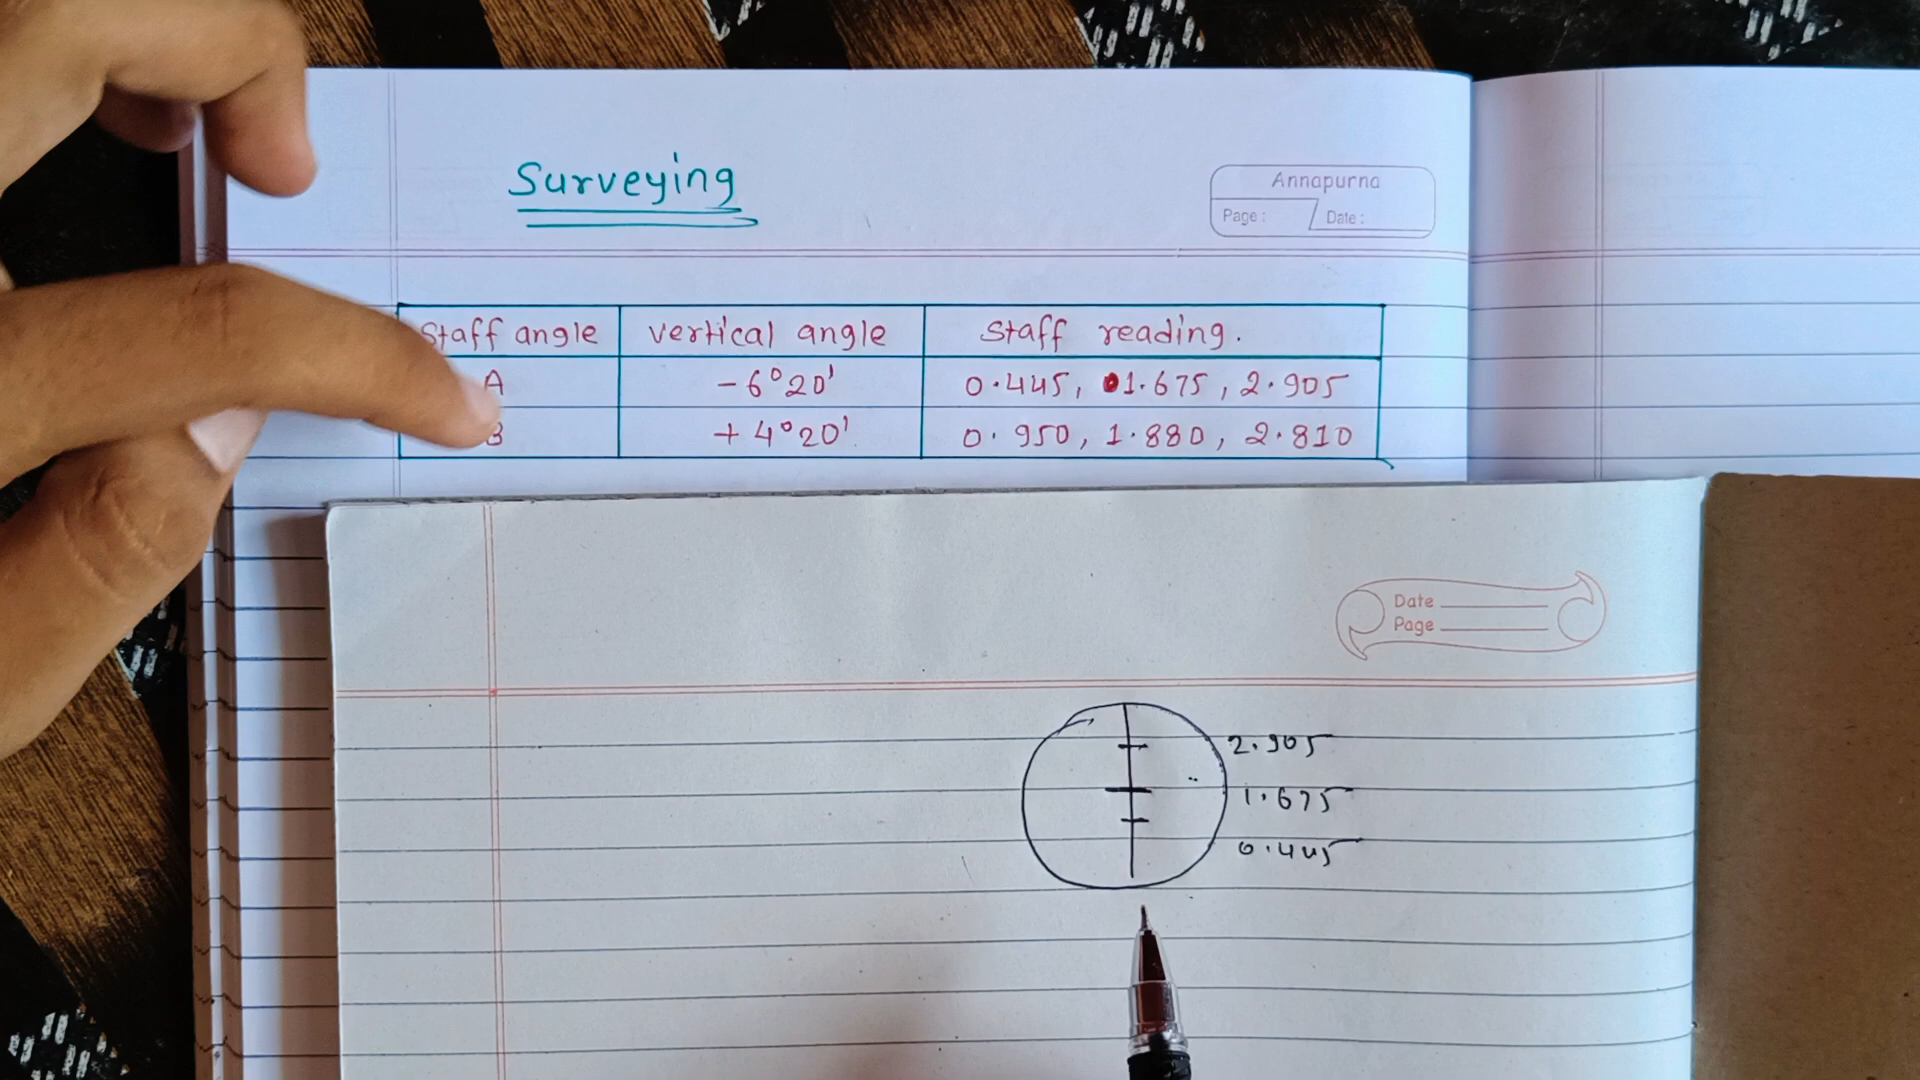 Surveying
Annapurna
Page : Date :
Staff angle vertical angle Staff reading.
A -6°20' 0.445, 1.675, 2.905
B + 4°20'. 0.950, 1.880, 2.810
Date
Page
2.905
1.675
0.445